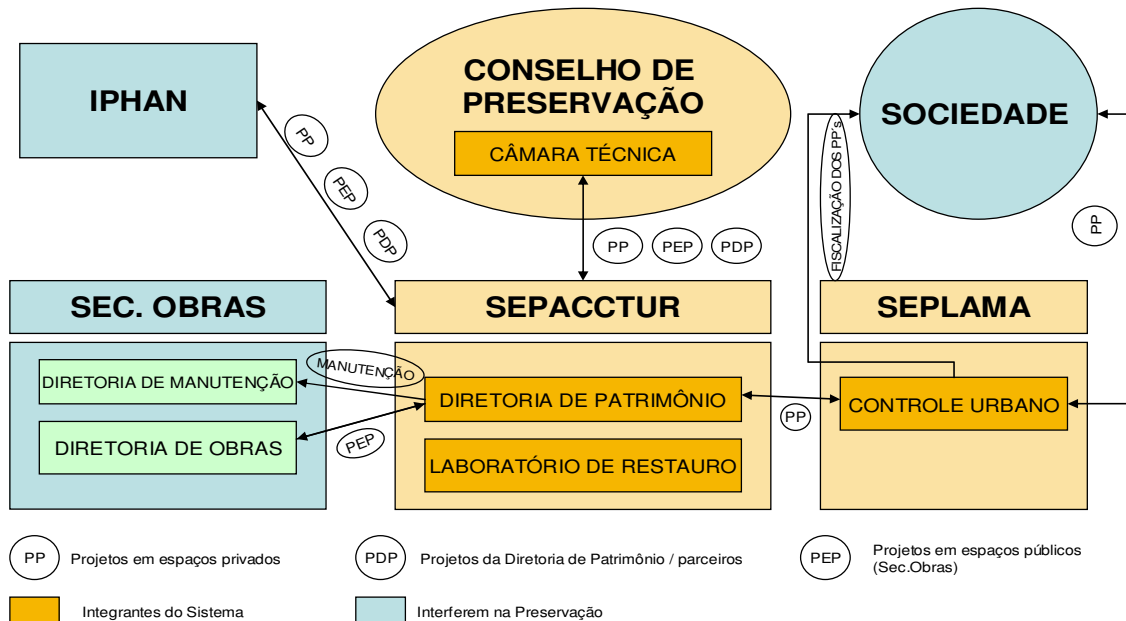 IPHAN
CONSELHO DE
PRESERVAÇÃO
CÂMARA TÉCNICA
SOCIEDADE
PP
PEP
PDP
PP
PEP
PDP
FISCALIZAÇÃO DOS PP´s
PP
SEC. OBRAS
SEPACCTUR
SEPLAMA
DIRETORIA DE MANUTENÇÃO
MANUTENÇÃO
DIRETORIA DE PATRIMÔNIO
PP
CONTROLE URBANO
DIRETORIA DE OBRAS
PEP
LABORATÓRIO DE RESTAURO
PP
Projetos em espaços privados
PDP
Projetos da Diretoria de Patrimônio / parceiros
PEP
Projetos em espaços públicos
(Sec.Obras)
Integrantes do Sistema
Interferem na Preservação